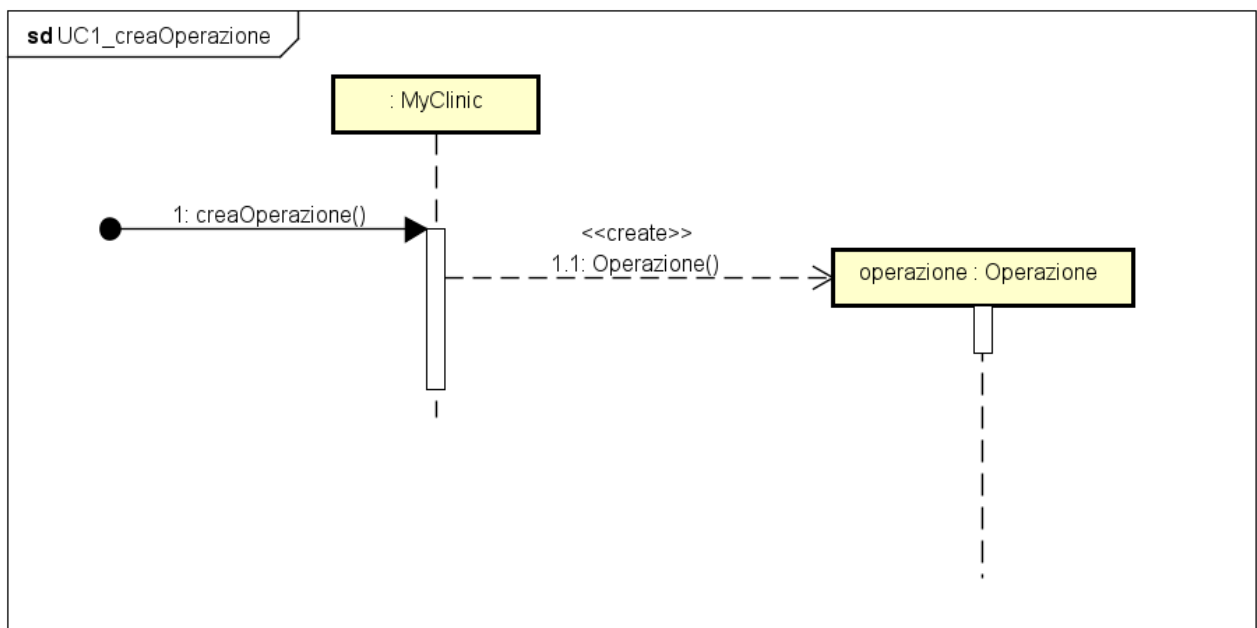 sd UC1_creaOperazione
: MyClinic
1: creaOperazione()
<<create>>
1.1: Operazione()
operazione : Operazione